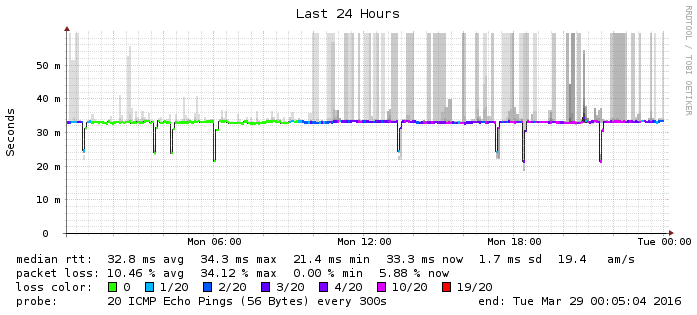 Last 24 Hours
RRDTOOL / TOBI OETIKER
Seconds
50 m
40 m
30 m
20 m
10 m
0
Mon 06:00 Mon 12:00 Mon 18:00 Tue 00:00
median rtt: 32.8 ms avg 34.3 ms max 21.4 ms min 33.3 ms now 1.7 ms sd 19.4 am/s
packet loss: 10.46 % avg 34.12 % max 0.00 % min 5.88 % now
loss color: 0 1/20 2/20 3/20 4/20 10/20 19/20
probe: 20 ICMP Echo Pings (56 Bytes) every 300s end: Tue Mar 29 00:05:04 2016